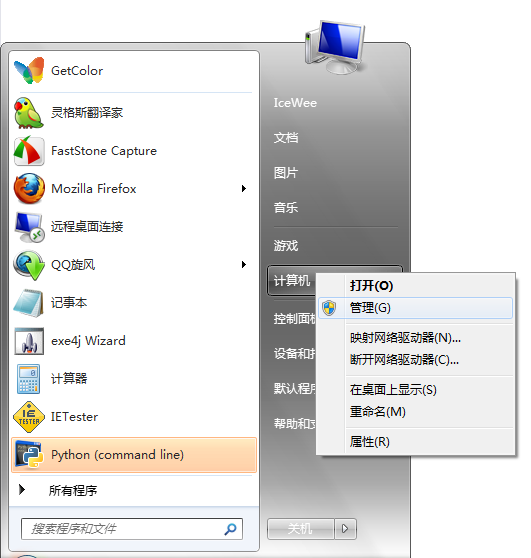 GetColor
灵格斯翻译家
FastStone Capture
Mozilla Firefox
远程桌面连接
QQ旋风
记事本
exe4j Wizard
计算器
IETester
Python (command line)
所有程序
搜索程序和文件
IceWee
文档
图片
音乐
游戏
计算机
控制面板
设备和
默认程序
帮助和
关机
打开(O)
管理(G)
映射网络驱动器(N)...
断开网络驱动器(C)...
在桌面上显示(S)
重命名(M)
属性(R)